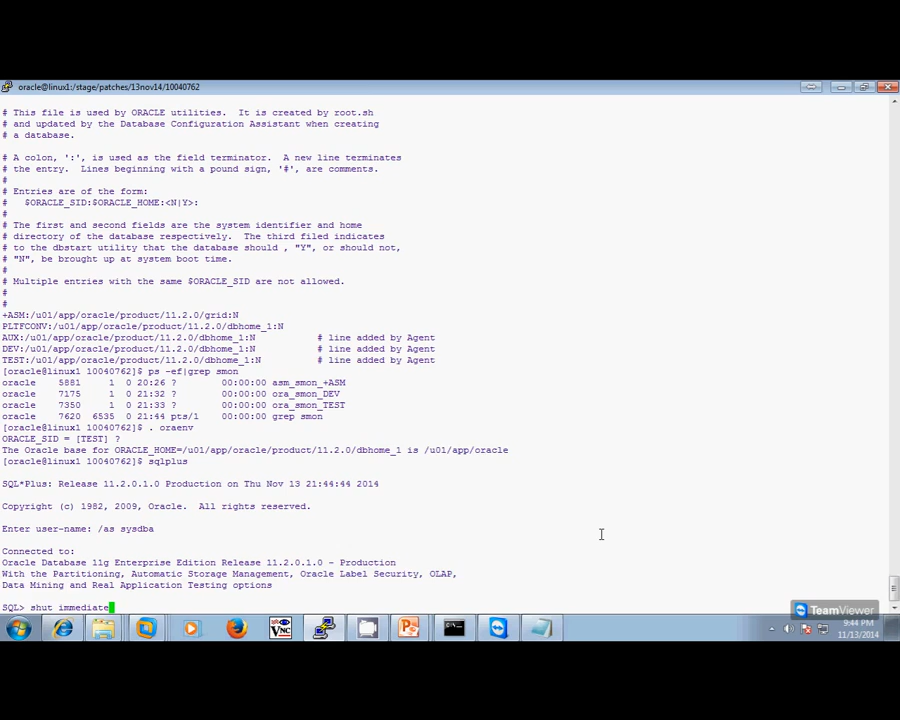 oracle@linux1:/stage/patches/13nov14/10040762
# This file is used by ORACLE utilities.  It is created by root.sh
# and updated by the Database Configuration Assistant when creating
# a database.
# A colon, ':', is used as the field terminator.  A new line terminates
# the entry.  Lines beginning with a pound sign, '#', are comments.
#
# Entries are of the form:
#   $ORACLE_SID:$ORACLE_HOME:<N|Y>:
#
# The first and second fields are the system identifier and home
# directory of the database respectively.  The third filed indicates
# to the dbstart utility that the database should , "Y", or should not,
# "N", be brought up at system boot time.
#
# Multiple entries with the same $ORACLE_SID are not allowed.
#
#
+ASM:/u01/app/oracle/product/11.2.0/grid:N
PLTFCONV:/u01/app/oracle/product/11.2.0/dbhome_1:N
AUX:/u01/app/oracle/product/11.2.0/dbhome_1:N           # line added by Agent
DEV:/u01/app/oracle/product/11.2.0/dbhome_1:N           # line added by Agent
TEST:/u01/app/oracle/product/11.2.0/dbhome_1:N          # line added by Agent
[oracle@linux1 10040762]$ ps -ef|grep smon
oracle    5881     1  0 20:26 ?        00:00:00 asm_smon_+ASM
oracle    7175     1  0 21:32 ?        00:00:00 ora_smon_DEV
oracle    7350     1  0 21:33 ?        00:00:00 ora_smon_TEST
oracle    7620  6535  0 21:44 pts/1    00:00:00 grep smon
[oracle@linux1 10040762]$ . oraenv
ORACLE_SID = [TEST] ?
The Oracle base for ORACLE_HOME=/u01/app/oracle/product/11.2.0/dbhome_1 is /u01/app/oracle
[oracle@linux1 10040762]$ sqlplus
SQL*Plus: Release 11.2.0.1.0 Production on Thu Nov 13 21:44:44 2014
Copyright (c) 1982, 2009, Oracle.  All rights reserved.
Enter user-name: /as sysdba
Connected to:
Oracle Database 11g Enterprise Edition Release 11.2.0.1.0 - Production
With the Partitioning, Automatic Storage Management, Oracle Label Security, OLAP,
Data Mining and Real Application Testing options
SQL> shut immediate
TeamViewer
9:44 PM
11/13/2014